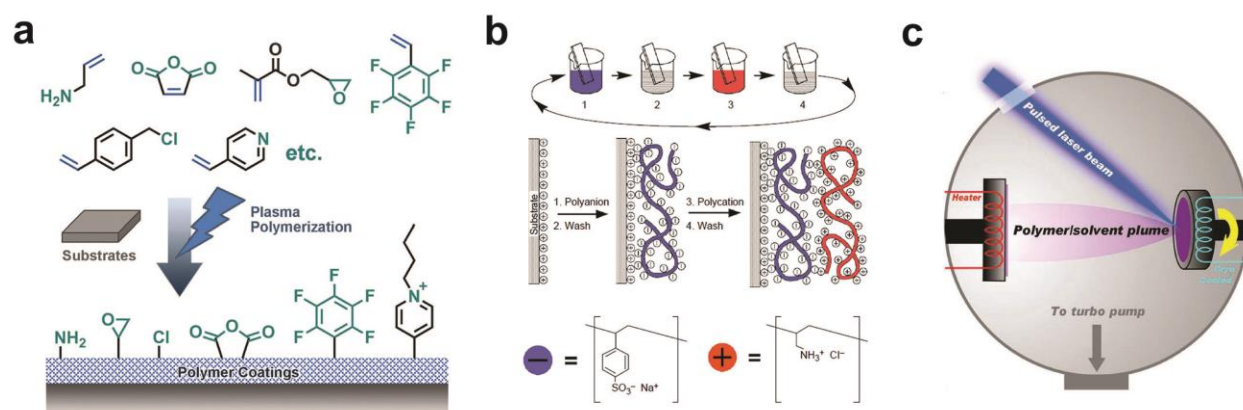 a
H₂N
O
O
O
O
O
O
F
F
F
F
F
Cl
N
etc.
Substrates
Plasma
Polymerization
NH₂
O
Cl
O
O
O
F
F
F
F
F
N⁺
Polymer Coatings
b
1
2
3
4
Substrate
1. Polyanion
2. Wash
3. Polycation
4. Wash
− =
SO₃⁻ Na⁺
+ =
NH₃⁺ Cl⁻
c
Pulsed laser beam
Heater
Polymer/solvent plume
To turbo pump